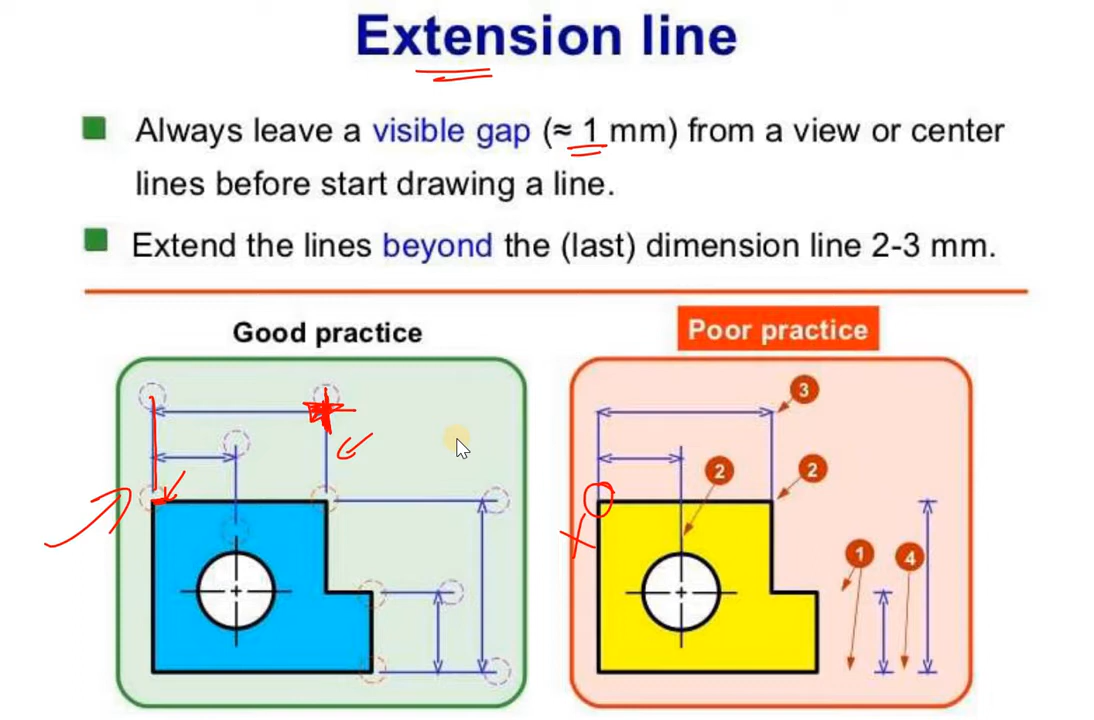 Extension line
Always leave a visible gap (≈ 1 mm) from a view or center
lines before start drawing a line.
Extend the lines beyond the (last) dimension line 2-3 mm.
Good practice
Poor practice
3
2
2
1
4